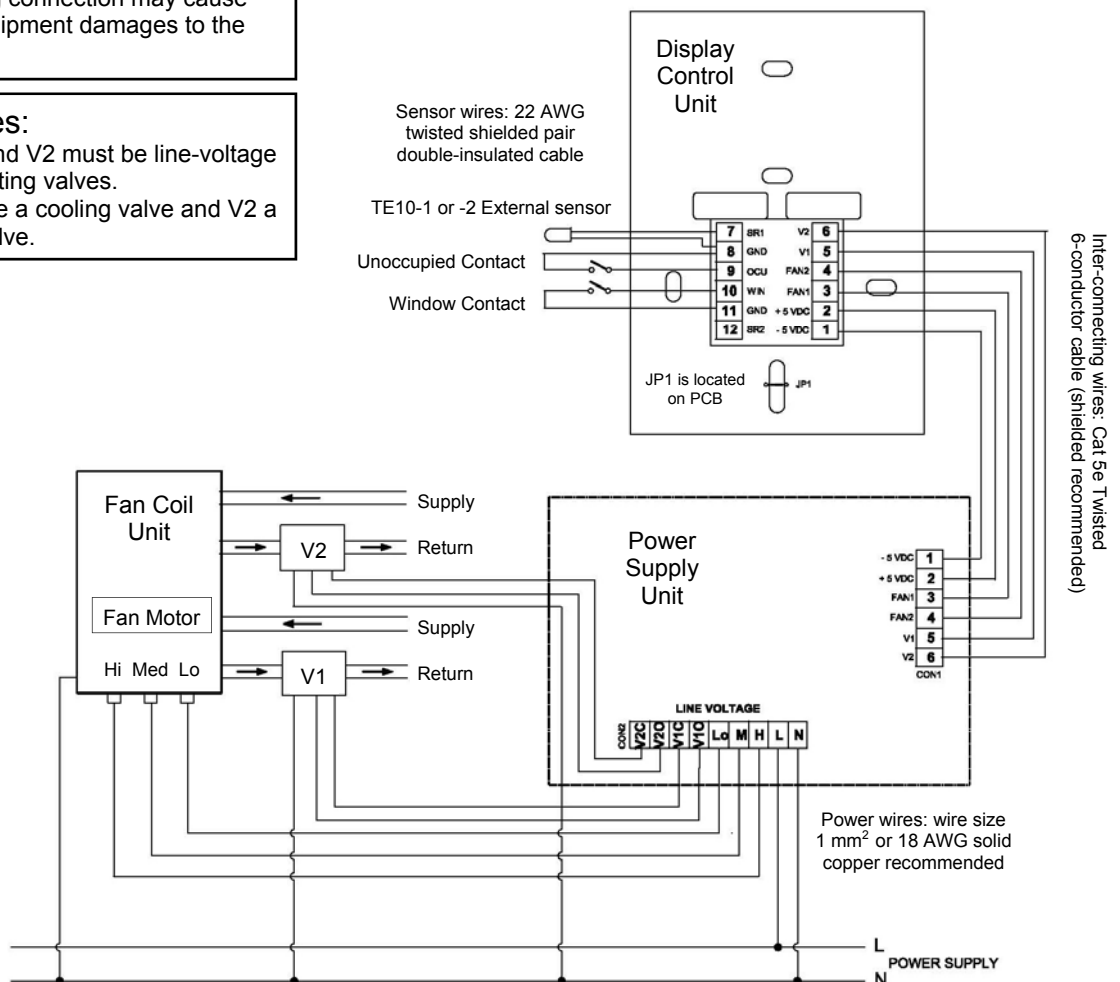 connection may cause
ipment damages to the
es:
nd V2 must be line-voltage
ting valves.
e a cooling valve and V2 a
lve.
Display
Control
Unit
Sensor wires: 22 AWG
twisted shielded pair
double-insulated cable
TE10-1 or -2 External sensor
Unoccupied Contact
Window Contact
7 SR1 V2 6
8 GND V1 5
9 OCU FAN2 4
10 WIN FAN1 3
11 GND +5 VDC 2
12 SR2 - 5 VDC 1
JP1 is located
on PCB
JP1
Inter-connecting wires: Cat 5e Twisted
6-conductor cable (shielded recommended)
Fan Coil
Unit
Supply
V2
Return
Fan Motor
Supply
Hi Med Lo
V1
Return
Power
Supply
Unit
- 5 VDC 1
+ 5 VDC 2
FAN1 3
FAN2 4
V1 5
V2 6
CON1
LINE VOLTAGE
CON2
V2C V2O V1C V1O Lo M H L N
Power wires: wire size
1 mm² or 18 AWG solid
copper recommended
L
POWER SUPPLY
N